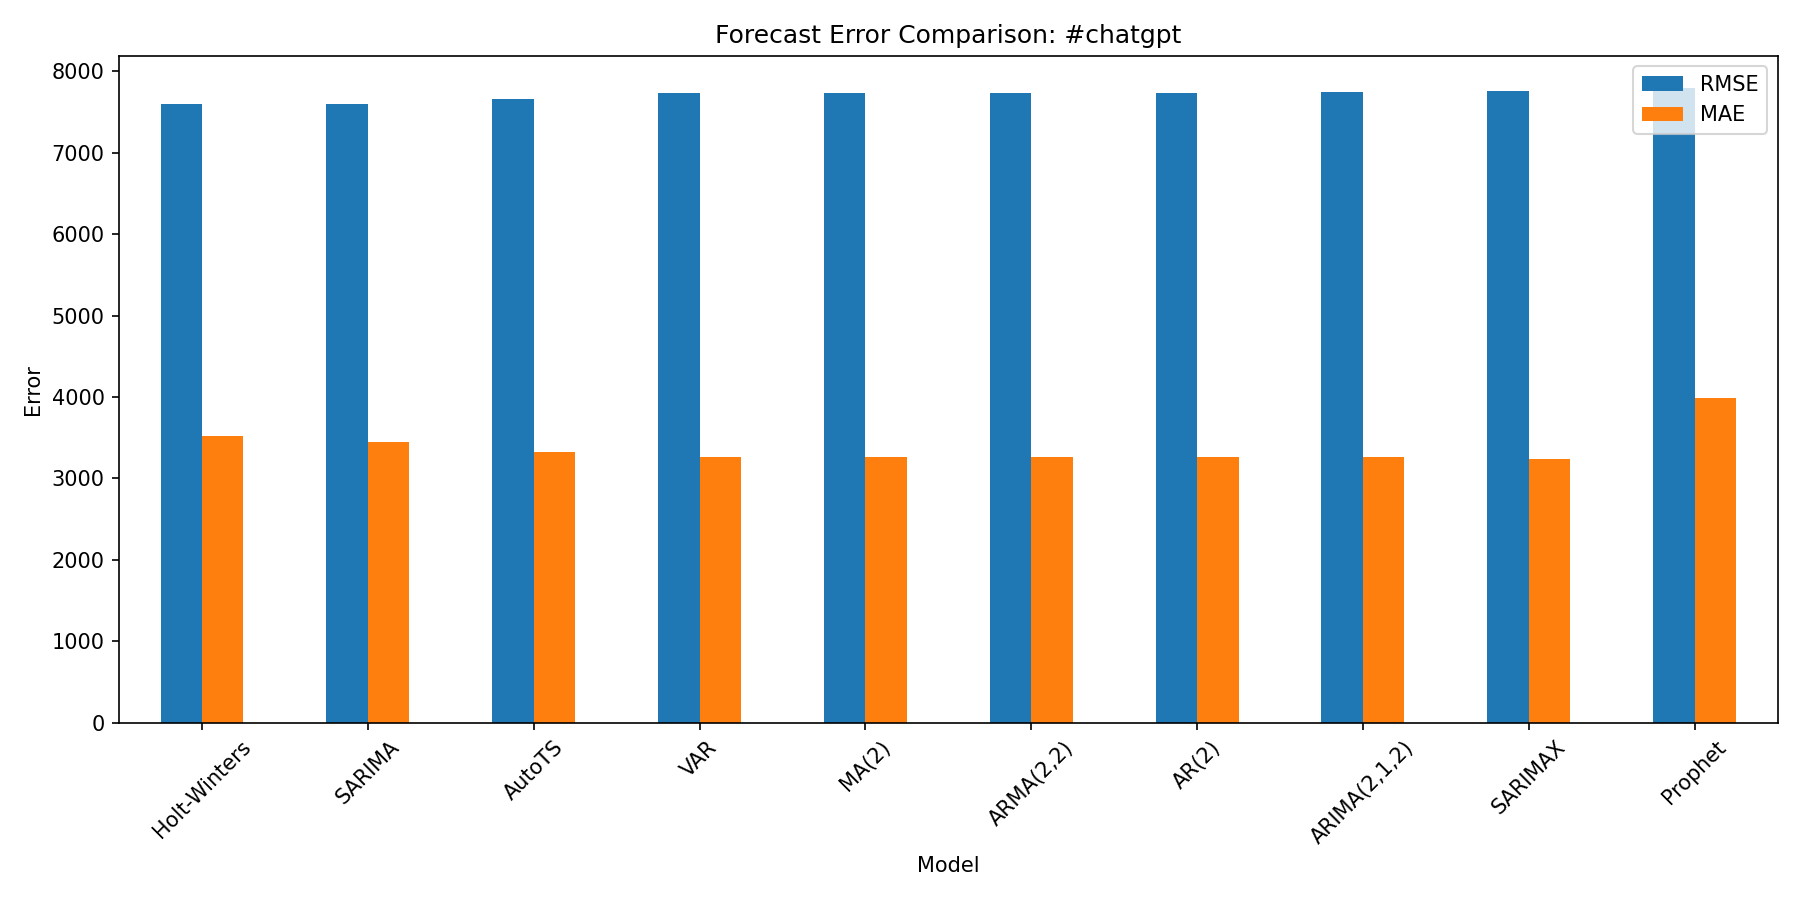 Forecast Error Comparison: #chatgpt
RMSE
MAE
8000
7000
6000
5000
4000
3000
2000
1000
0
Error
Holt-Winters
SARIMA
AutoTS
VAR
MA(2)
ARMA(2,2)
AR(2)
ARIMA(2,1,2)
SARIMAX
Prophet
Model